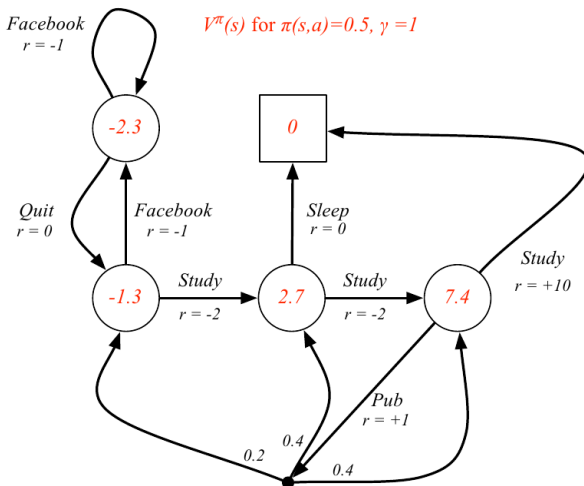 Facebook
r = -1
V^π(s) for π(s,a)=0.5, γ =1
-2.3
0
Quit
r = 0
Facebook
r = -1
Sleep
r = 0
Study
r = +10
-1.3
Study
r = -2
2.7
Study
r = -2
7.4
Pub
r = +1
0.2
0.4
0.4